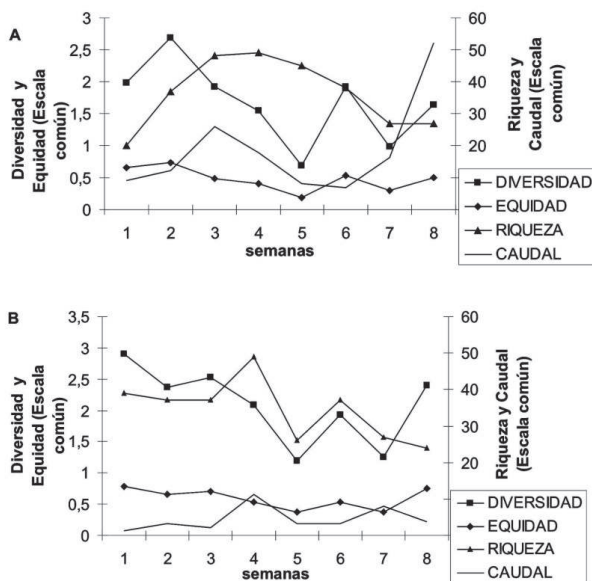 A
Diversidad y
Equidad (Escala
común)
3,5
3
2,5
2
1,5
1
0,5
0
1 2 3 4 5 6 7 8
semanas
60
50
40
30
20
Riqueza y
Caudal (Escala
común)
DIVERSIDAD
EQUIDAD
RIQUEZA
CAUDAL
B
Diversidad y
Equidad (Escala
común)
3,5
3
2,5
2
1,5
1
0,5
0
1 2 3 4 5 6 7 8
semanas
60
50
40
30
20
Riqueza y Caudal
(Escala común)
DIVERSIDAD
EQUIDAD
RIQUEZA
CAUDAL